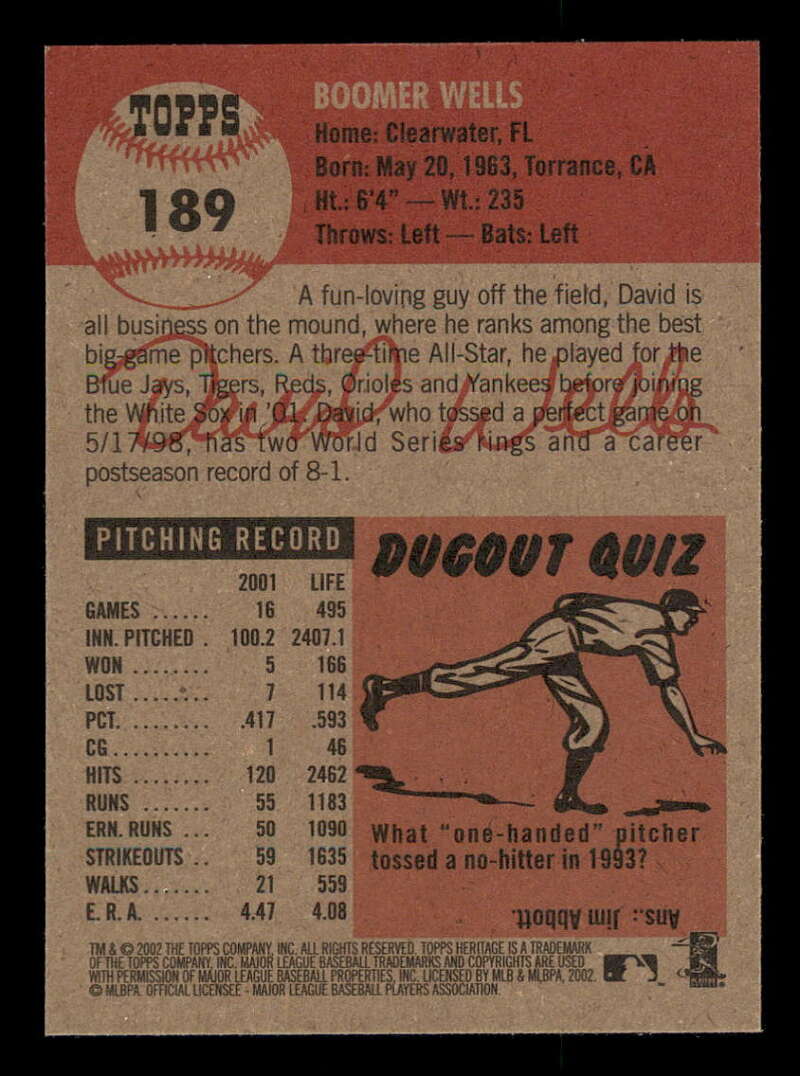 TOPPS
189
BOOMER WELLS
Home: Clearwater, FL
Born: May 20, 1963, Torrance, CA
Ht.: 6'4" — Wt.: 235
Throws: Left — Bats: Left
A fun-loving guy off the field, David is
all business on the mound, where he ranks among the best
big-game pitchers. A three-time All-Star, he played for the
Blue Jays, Tigers, Reds, Orioles and Yankees before joining
the White Sox in '01. David, who tossed a perfect game on
5/17/98, has two World Series rings and a career
postseason record of 8-1.
David Wells
PITCHING RECORD
2001 LIFE
GAMES ...... 16 495
INN. PITCHED . 100.2 2407.1
WON ........ 5 166
LOST ........ 7 114
PCT. ........ .417 .593
CG.......... 1 46
HITS ........ 120 2462
RUNS ....... 55 1183
ERN. RUNS ... 50 1090
STRIKEOUTS .. 59 1635
WALKS....... 21 559
E. R. A. ...... 4.47 4.08
DUGOUT QUIZ
What "one-handed" pitcher
tossed a no-hitter in 1993?
Ans.: Jim Abbott.
TM & © 2002 THE TOPPS COMPANY, INC. ALL RIGHTS RESERVED. TOPPS HERITAGE IS A TRADEMARK
OF THE TOPPS COMPANY, INC. MAJOR LEAGUE BASEBALL TRADEMARKS AND COPYRIGHTS ARE USED
WITH PERMISSION OF MAJOR LEAGUE BASEBALL PROPERTIES, INC. LICENSED BY MLB & MLBPA, 2002.
© MLBPA. OFFICIAL LICENSEE - MAJOR LEAGUE BASEBALL PLAYERS ASSOCIATION.